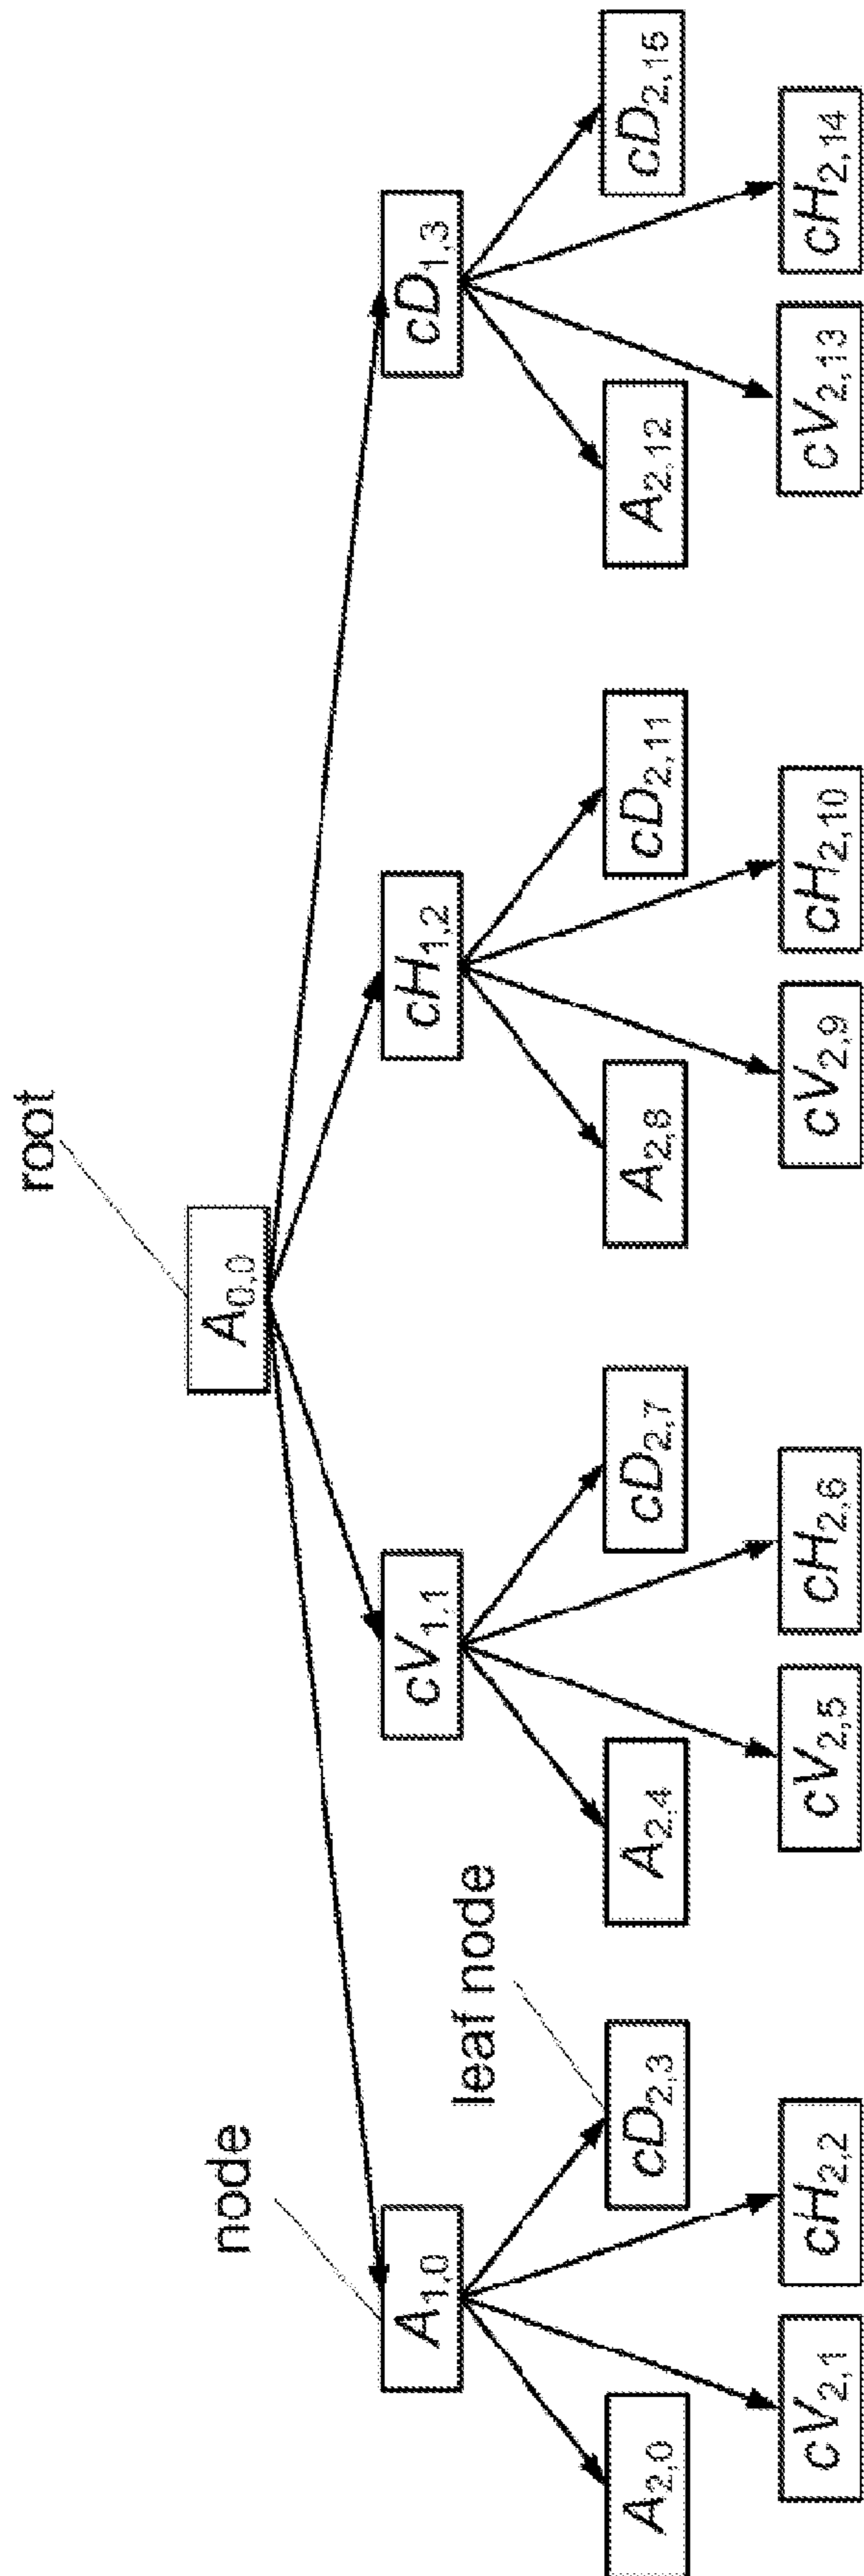 root
A0,0
node
A1,0
cV1,1
cH1,2
cD1,3
leaf node
A2,0
cD2,3
A2,4
cD2,7
A2,8
cD2,11
A2,12
cD2,15
cV2,1
cH2,2
cV2,5
cH2,6
cV2,9
cH2,10
cV2,13
cH2,14